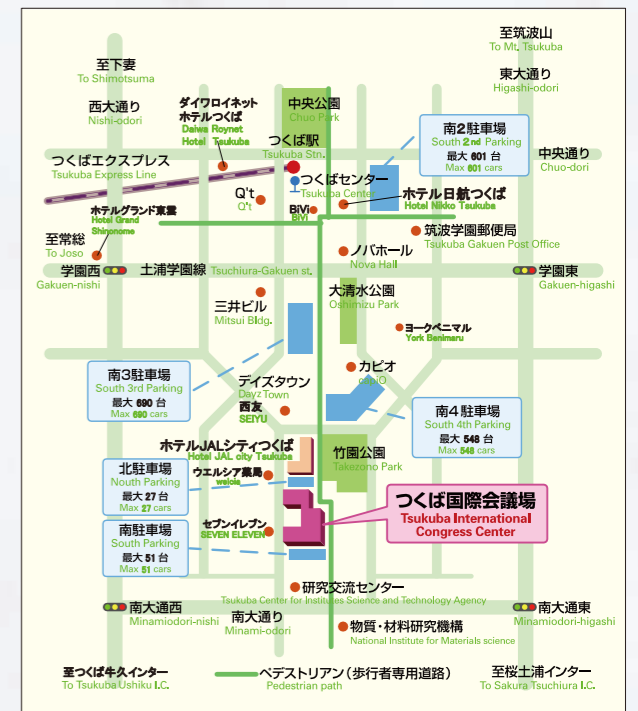 至筑波山
To Mt. Tsukuba
至下妻
To Shimotsuma
東大通り
Higashi-odori
西大通り
Nishi-odori
ダイワロイネット
ホテルつくば
Daiwa Roynet
Hotel Tsukuba
中央公園
Chuo Park
つくば駅
Tsukuba Stn.
南2駐車場
South 2nd Parking
最大 601 台
Max 601 cars
中央通り
Chuo-dori
つくばエクスプレス
Tsukuba Express Line
つくばセンター
Tsukuba Center
Q't
Q't
BiVi
BiVi
ホテル日航つくば
Hotel Nikko Tsukuba
ホテルグランド東雲
Hotel Grand
Shinonome
筑波学園郵便局
Tsukuba Gakuen Post Office
至常総
To Joso
ノバホール
Nova Hall
学園西
Gakuen-nishi
土浦学園線
Tsuchiura-Gakuen st.
学園東
Gakuen-higashi
大清水公園
Oshimizu Park
三井ビル
Mitsui Bldg.
ヨークベニマル
York Benimaru
カピオ
capiO
南3駐車場
South 3rd Parking
最大 690 台
Max 690 cars
デイズタウン
Dayz Town
西友
SEIYU
南4駐車場
South 4th Parking
最大 548 台
Max 548 cars
ホテルJALシティつくば
Hotel JAL city Tsukuba
竹園公園
Takezono Park
北駐車場
Nouth Parking
最大 27 台
Max 27 cars
ウエルシア薬局
welcia
つくば国際会議場
Tsukuba International
Congress Center
南駐車場
South Parking
最大 51 台
Max 51 cars
セブンイレブン
SEVEN ELEVEN
研究交流センター
Tsukuba Center for Institutes Science and Technology Agency
南大通西
Minamiodori-nishi
南大通り
Minami-odori
南大通東
Minamiodori-higashi
物質・材料研究機構
National Institute for Materials science
至つくば牛久インター
To Tsukuba Ushiku I.C.
ペデストリアン（歩行者専用道路）
Pedestrian path
至桜土浦インター
To Sakura Tsuchiura I.C.